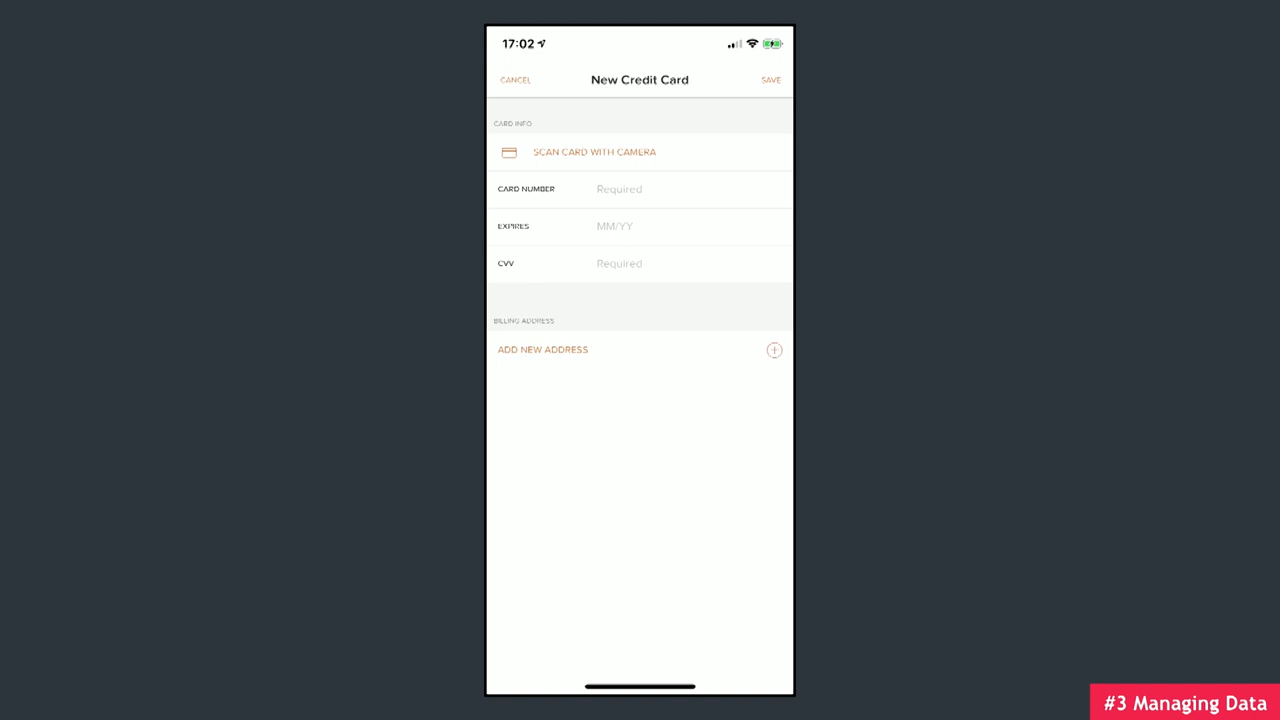 17:02
CANCEL New Credit Card SAVE
CARD INFO
SCAN CARD WITH CAMERA
CARD NUMBER Required
EXPIRES MM/YY
CVV Required
BILLING ADDRESS
ADD NEW ADDRESS
#3 Managing Data